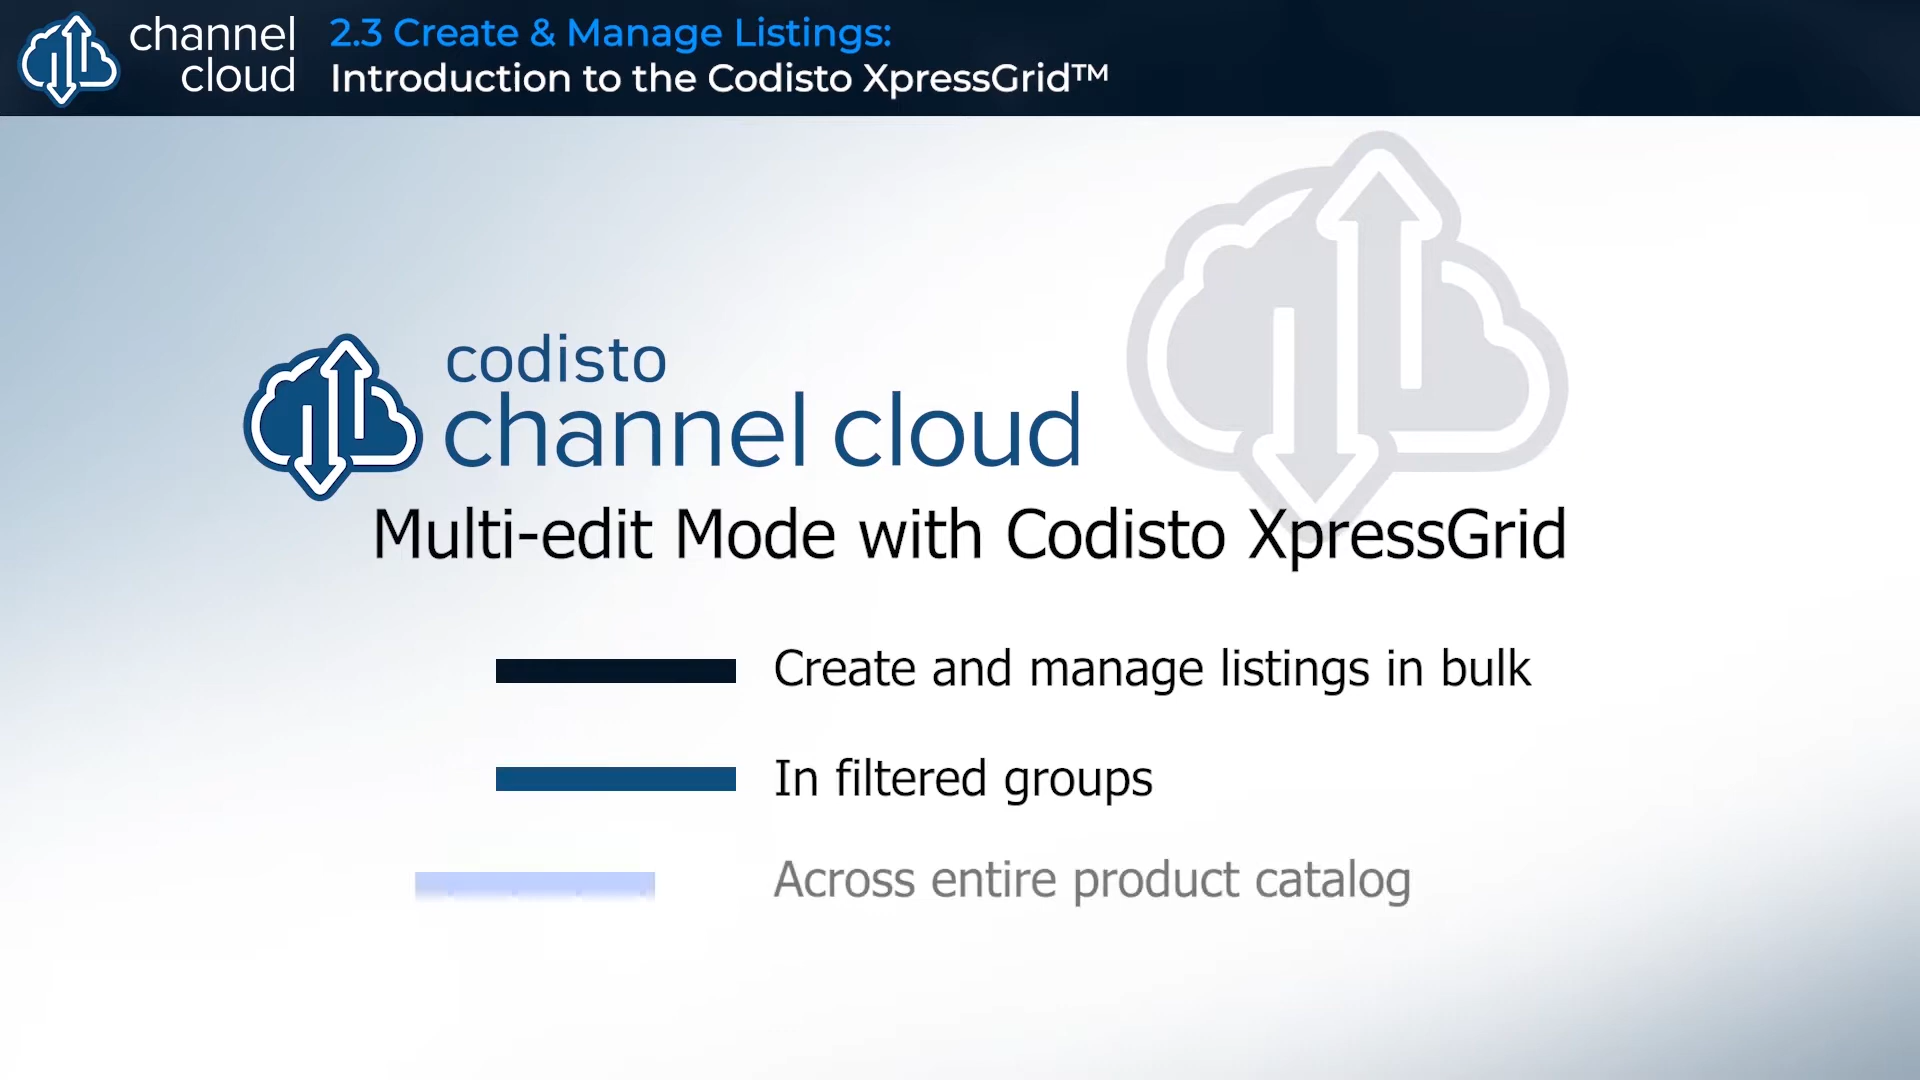 channel
cloud
2.3 Create & Manage Listings:
Introduction to the Codisto XpressGrid™
codisto
channel cloud
Multi-edit Mode with Codisto XpressGrid
Create and manage listings in bulk
In filtered groups
Across entire product catalog